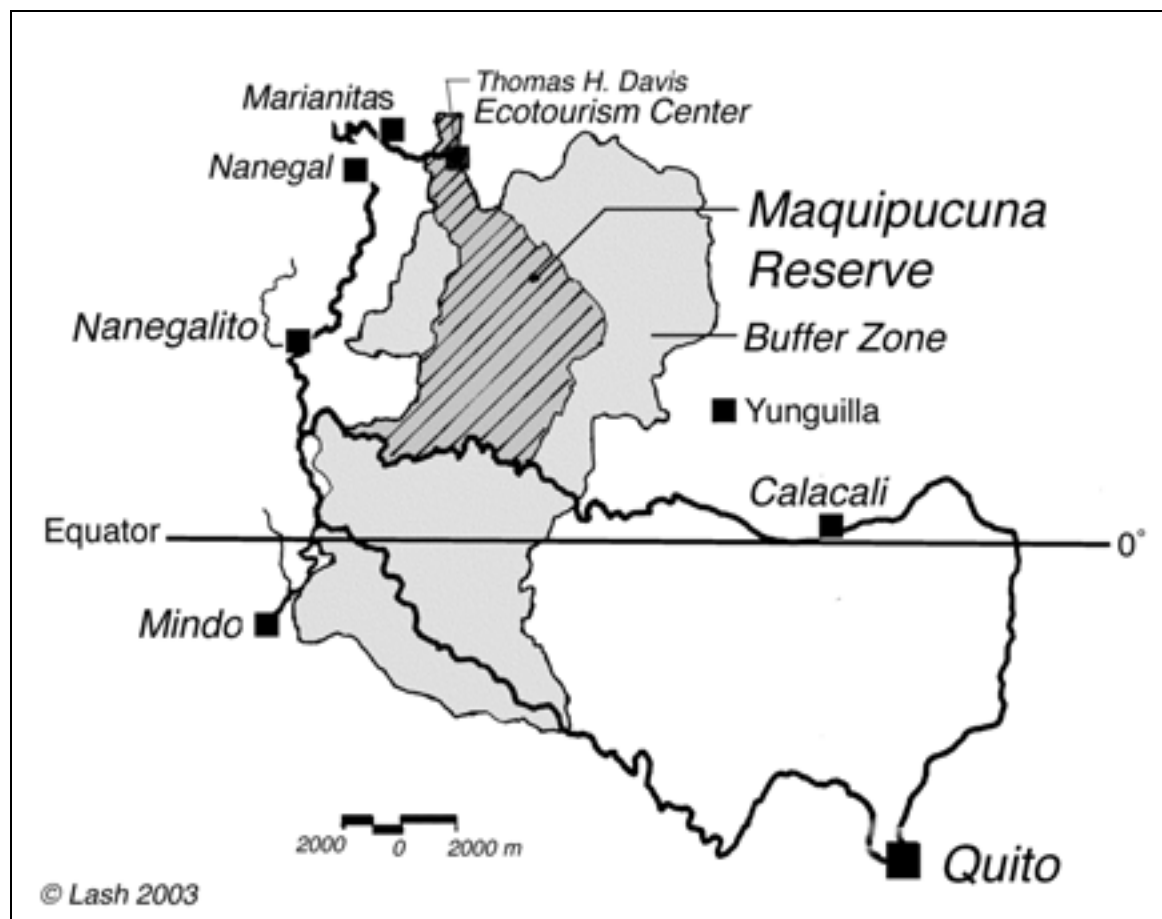 Thomas H. Davis
Ecotourism Center
Marianitas
Nanegal
Maquipucuna
Reserve
Nanegalito
Buffer Zone
Yunguilla
Calacali
Equator
0°
Mindo
2000 0 2000 m
Quito
© Lash 2003